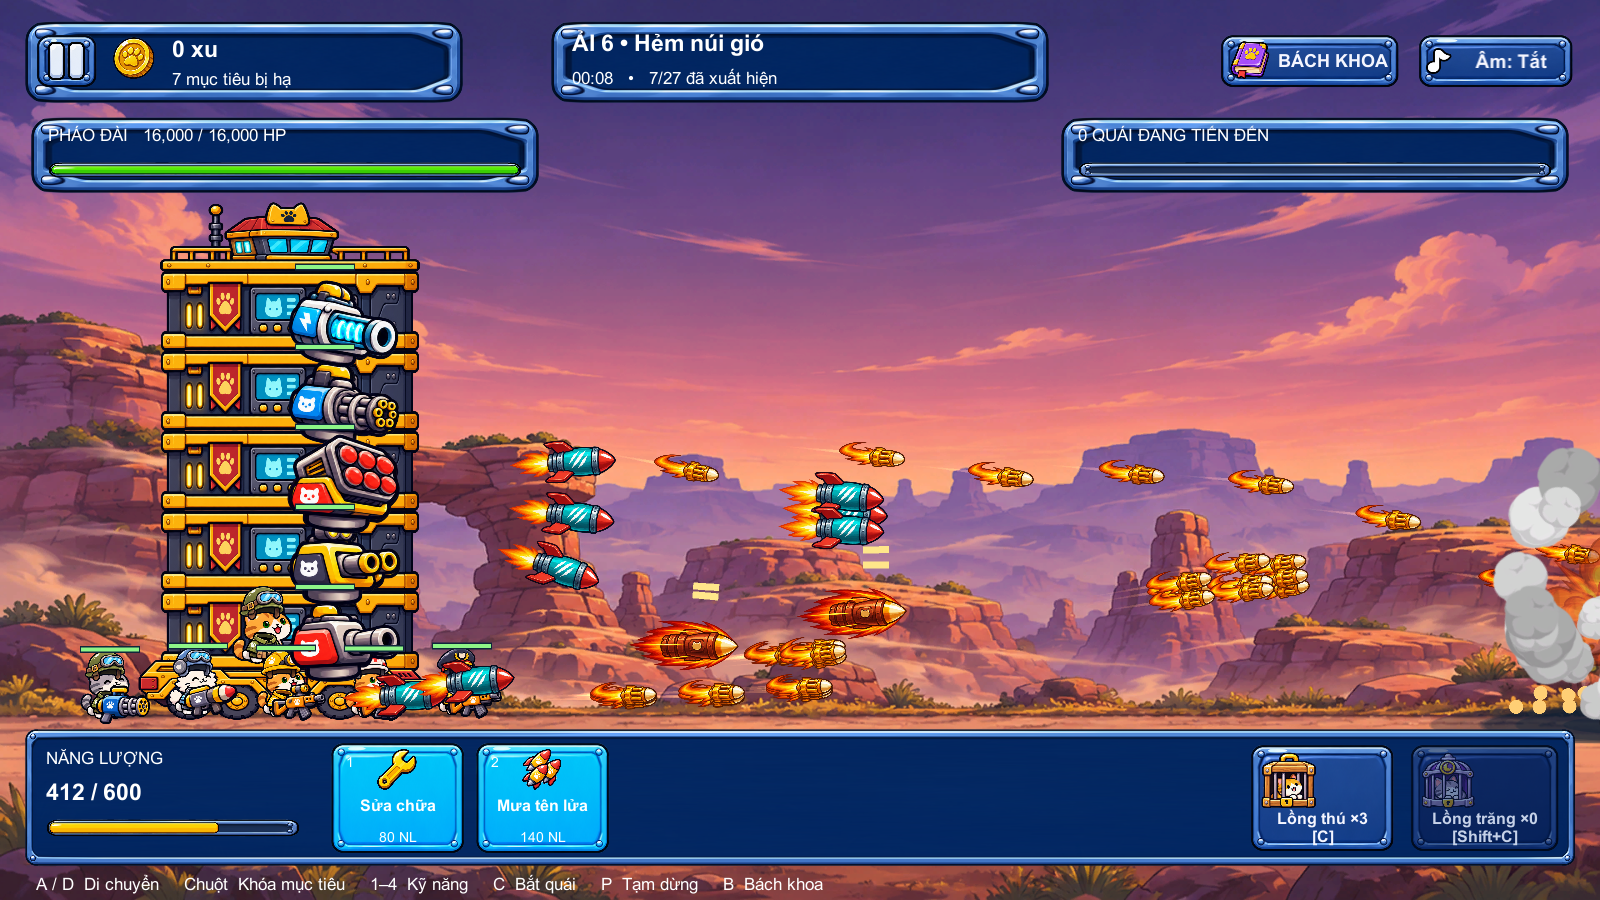 0 xu
7 mục tiêu bị hạ
ẢI 6 • Hẻm núi gió
00:08 • 7/27 đã xuất hiện
BÁCH KHOA
Âm: Tắt
PHÁO ĐÀI 16,000 / 16,000 HP
0 QUÁI ĐANG TIẾN ĐẾN
NĂNG LƯỢNG
412 / 600
1
Sửa chữa
80 NL
2
Mưa tên lửa
140 NL
Lồng thú ×3
[C]
Lồng trăng ×0
[Shift+C]
A / D Di chuyển Chuột Khóa mục tiêu 1–4 Kỹ năng C Bắt quái P Tạm dừng B Bách khoa